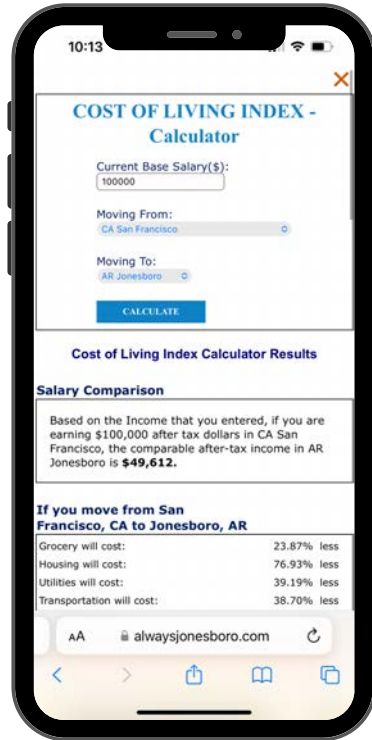 10:13
COST OF LIVING INDEX -
Calculator
Current Base Salary($):
100000
Moving From:
CA San Francisco
Moving To:
AR Jonesboro
CALCULATE
Cost of Living Index Calculator Results
Salary Comparison
Based on the Income that you entered, if you are
earning $100,000 after tax dollars in CA San
Francisco, the comparable after-tax income in AR
Jonesboro is $49,612.
If you move from San
Francisco, CA to Jonesboro, AR
Grocery will cost: 23.87% less
Housing will cost: 76.93% less
Utilities will cost: 39.19% less
Transportation will cost: 38.70% less
AA alwaysjonesboro.com